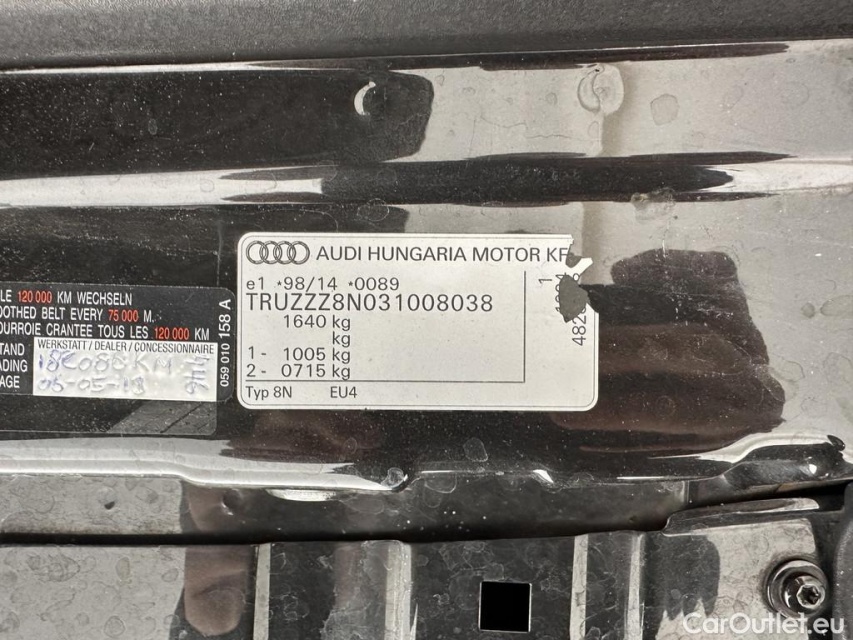 AUDI HUNGARIA MOTOR KF
e1 *98/14 *0089
TRUZZZ8N031008038
1640 kg
kg
1- 1005 kg
2- 0715 kg
Typ 8N EU4
LE 120 000 KM WECHSELN
OOTHED BELT EVERY 75 000 M.
OURROIE CRANTEE TOUS LES 120 000 KM
TAND
ADING
AGE
WERKSTATT / DEALER / CONCESSIONNAIRE
059 010 158 A
CarOutlet.eu